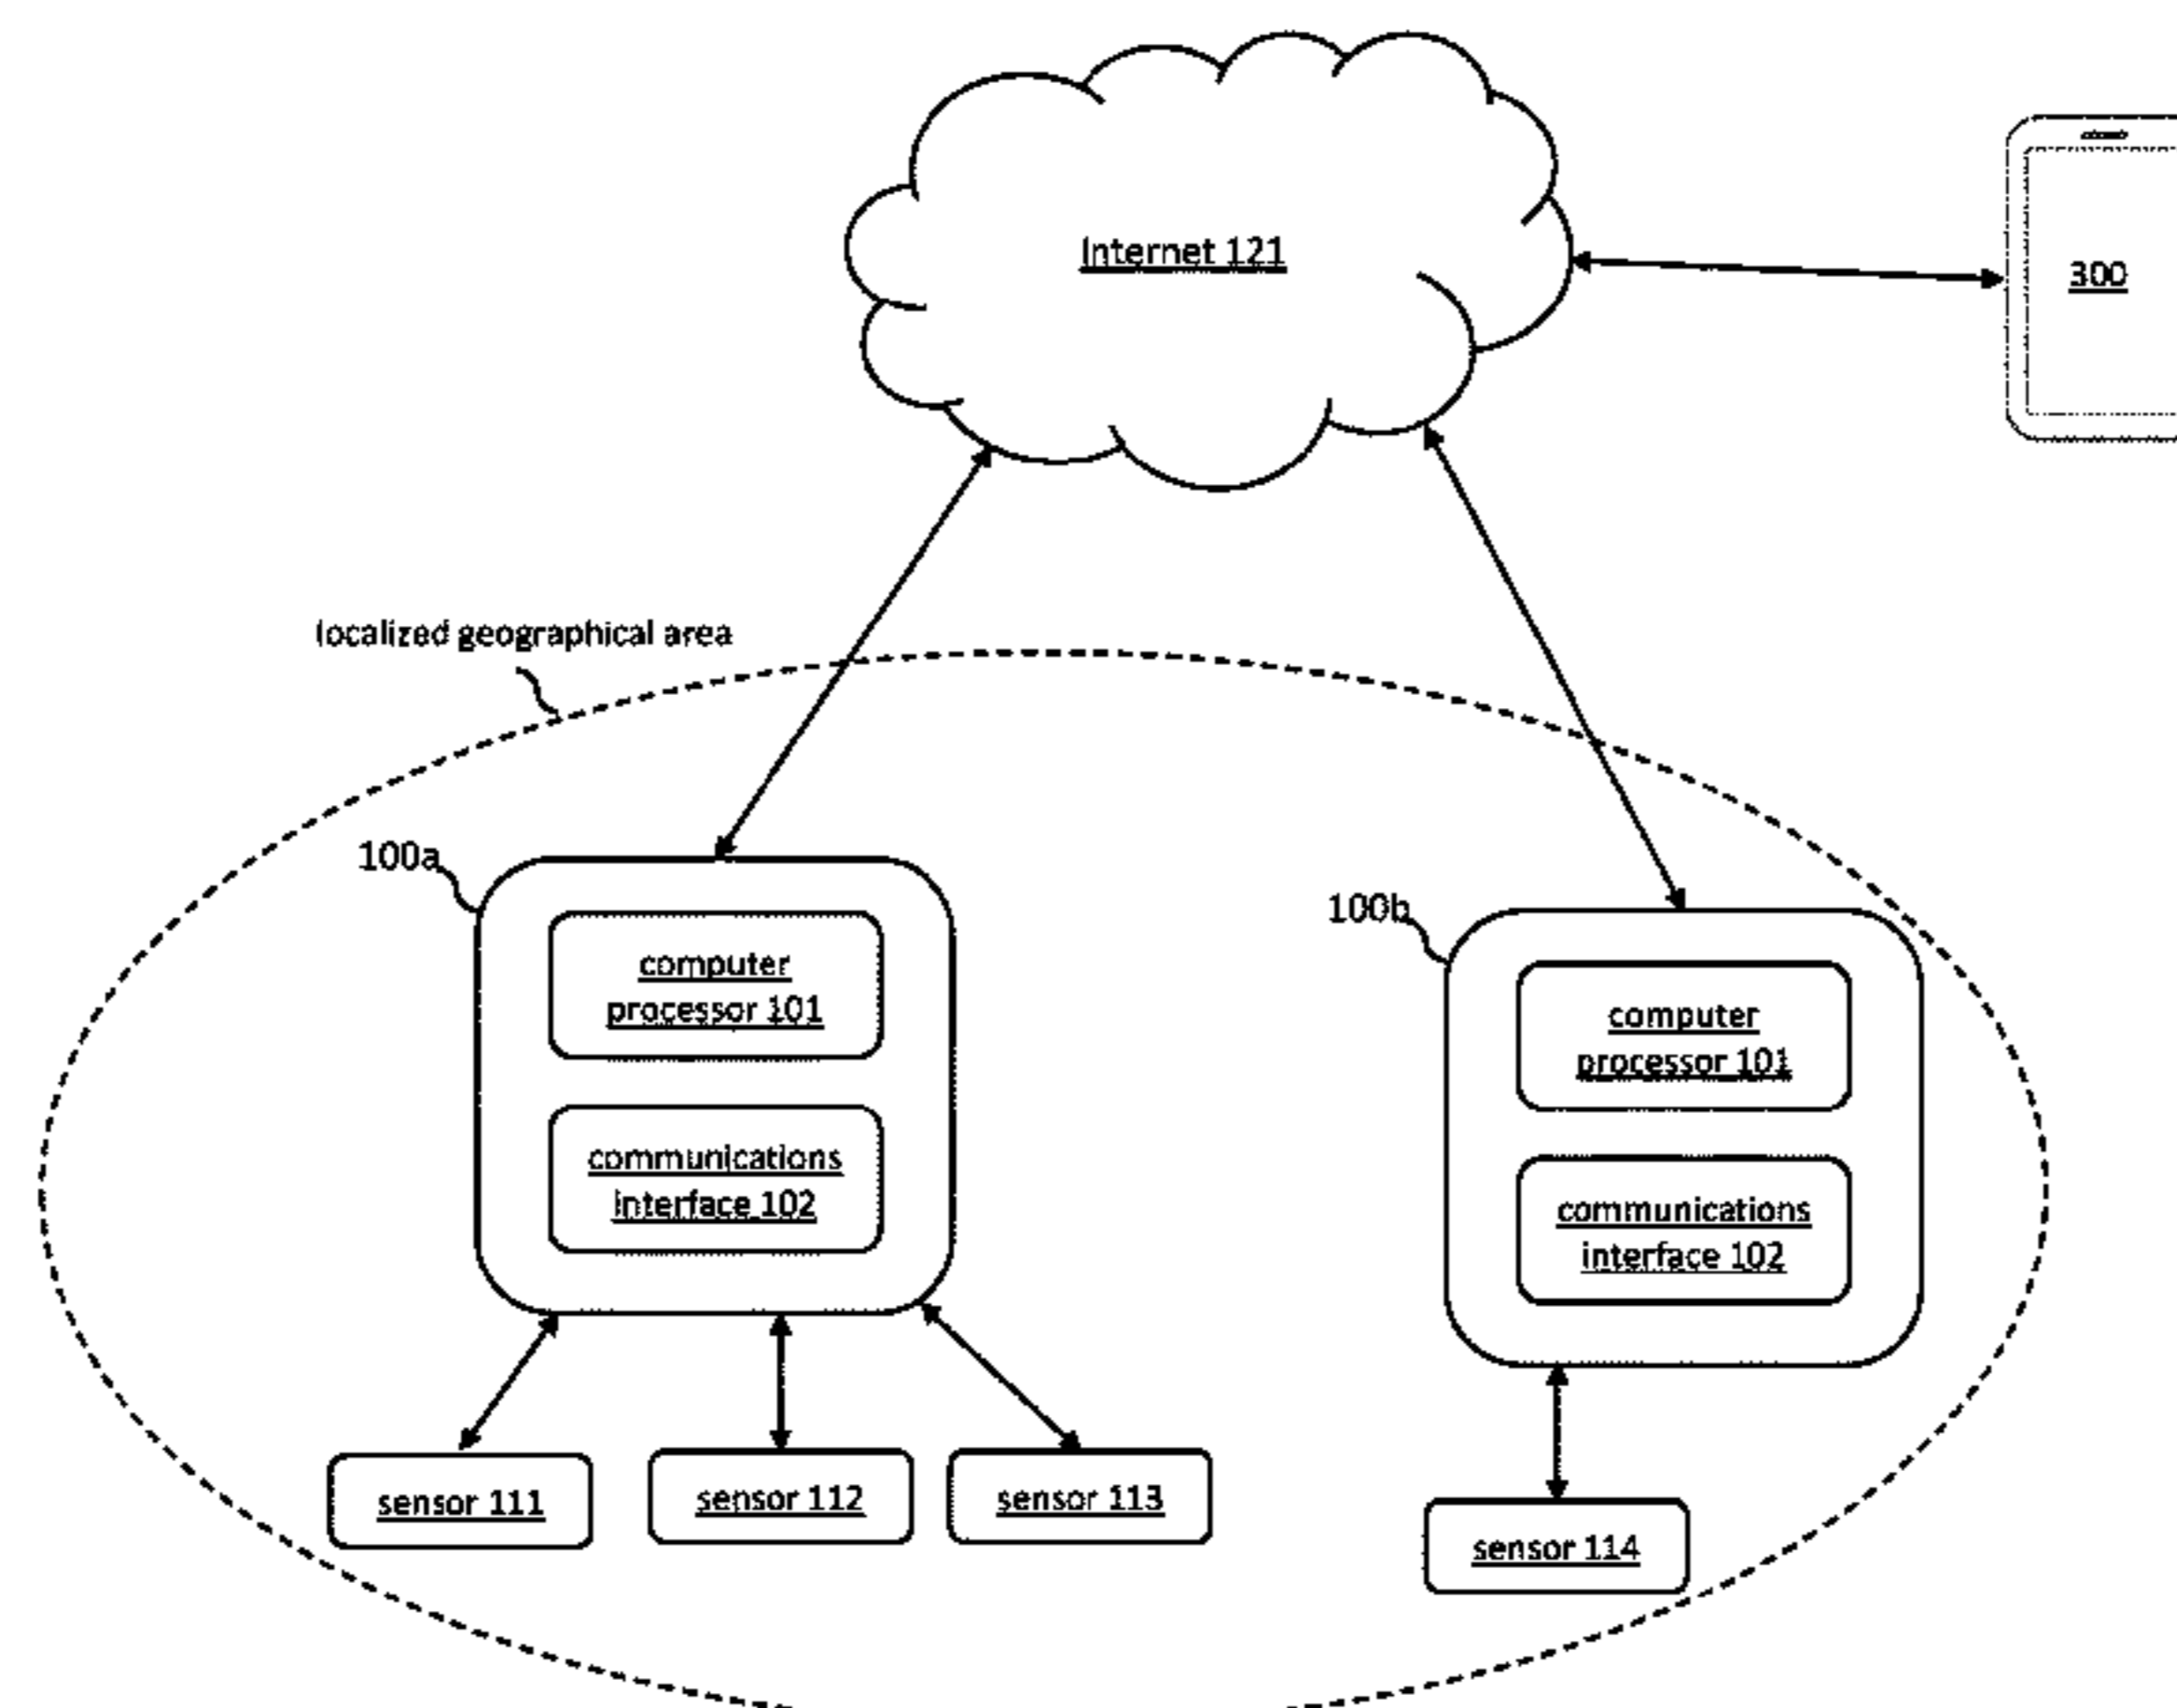 Internet 121
300
localized geographical area
100a
computer
processor 101
communications
interface 102
100b
computer
processor 101
communications
interface 102
sensor 111
sensor 112
sensor 113
sensor 114